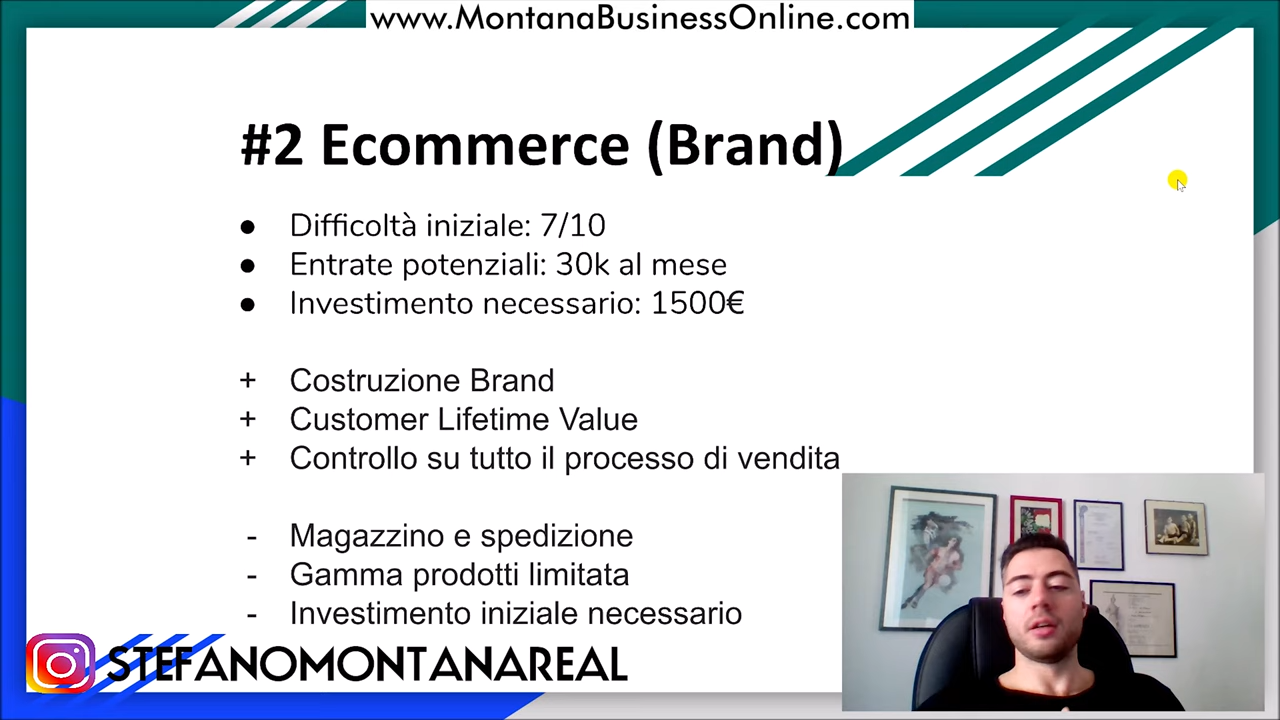 www.MontanaBusinessOnline.com
#2 Ecommerce (Brand)
● Difficoltà iniziale: 7/10
● Entrate potenziali: 30k al mese
● Investimento necessario: 1500€
+ Costruzione Brand
+ Customer Lifetime Value
+ Controllo su tutto il processo di vendita
- Magazzino e spedizione
- Gamma prodotti limitata
- Investimento iniziale necessario
STEFANOMONTANAREAL